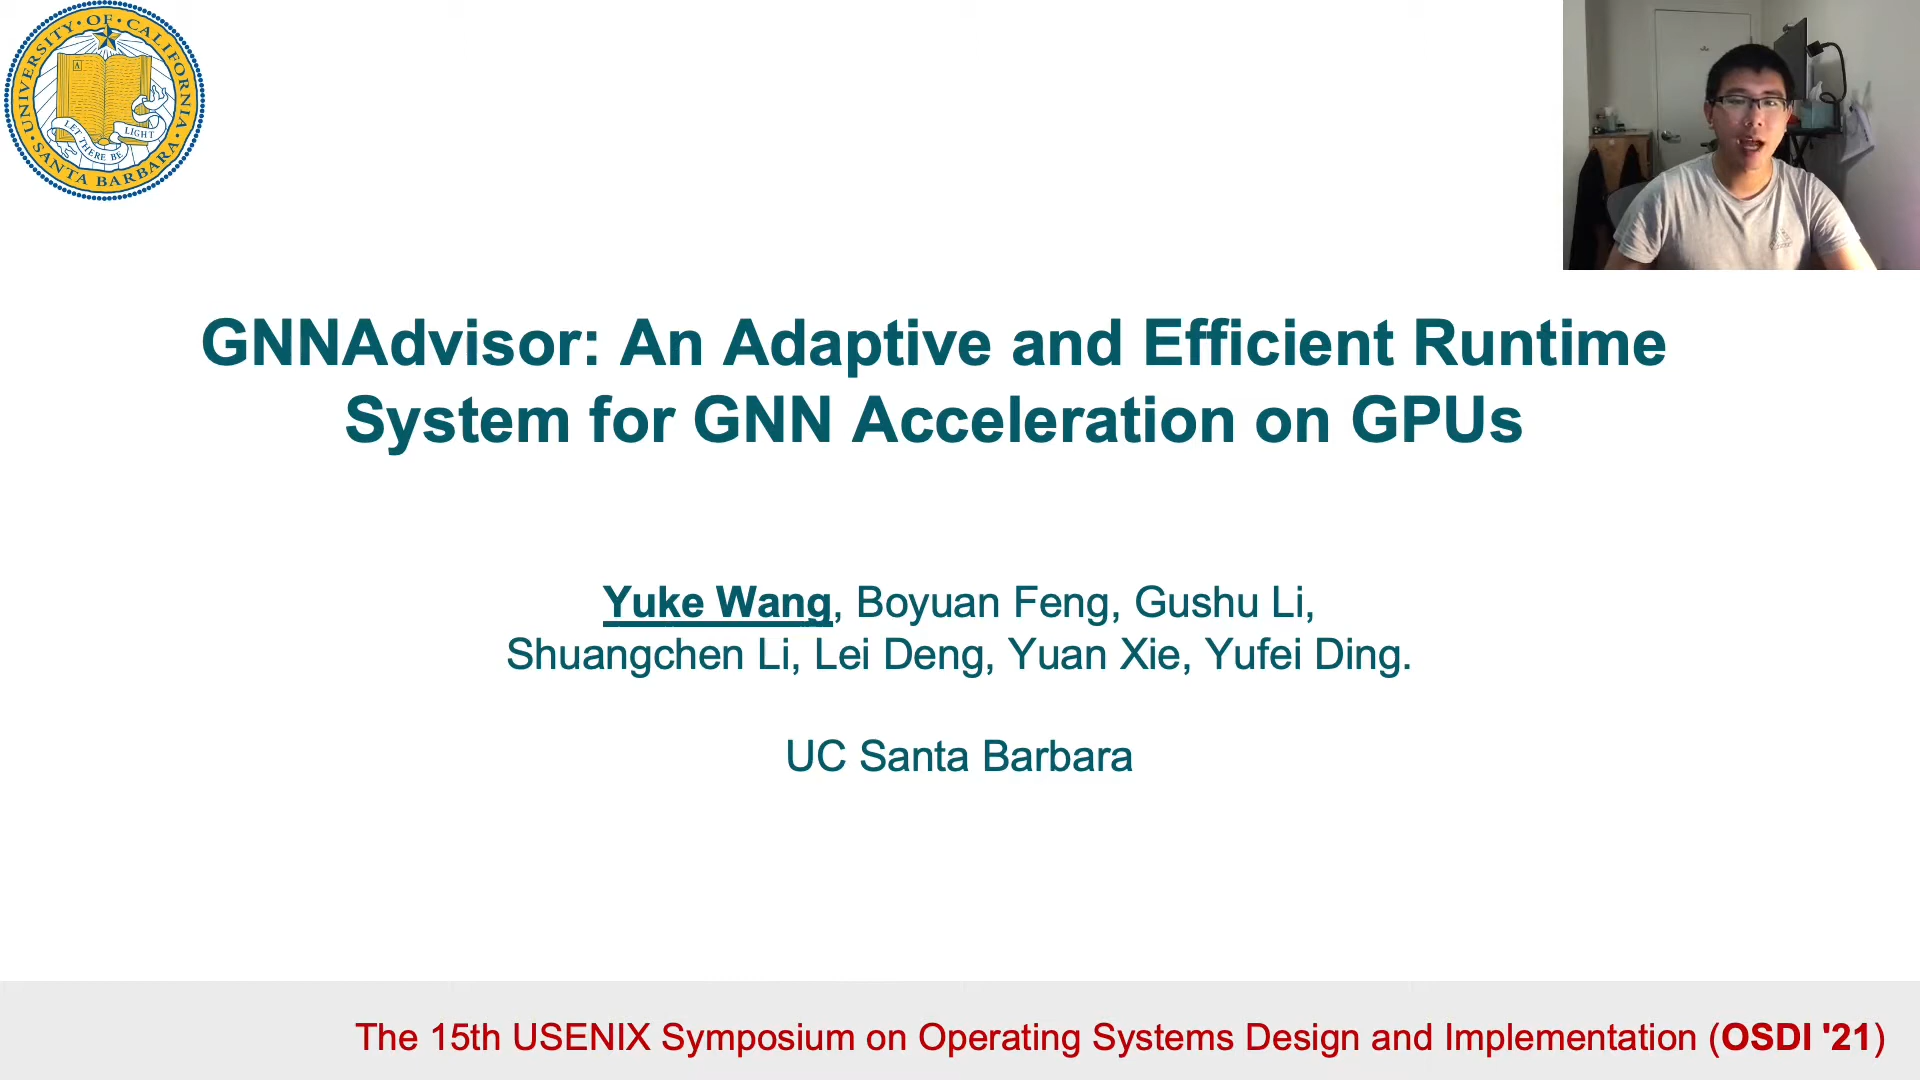 UNIVERSITY OF CALIFORNIA
SANTA BARBARA
LET THERE BE LIGHT
A
GNNAdvisor: An Adaptive and Efficient Runtime
System for GNN Acceleration on GPUs
Yuke Wang, Boyuan Feng, Gushu Li,
Shuangchen Li, Lei Deng, Yuan Xie, Yufei Ding.
UC Santa Barbara
The 15th USENIX Symposium on Operating Systems Design and Implementation (OSDI '21)